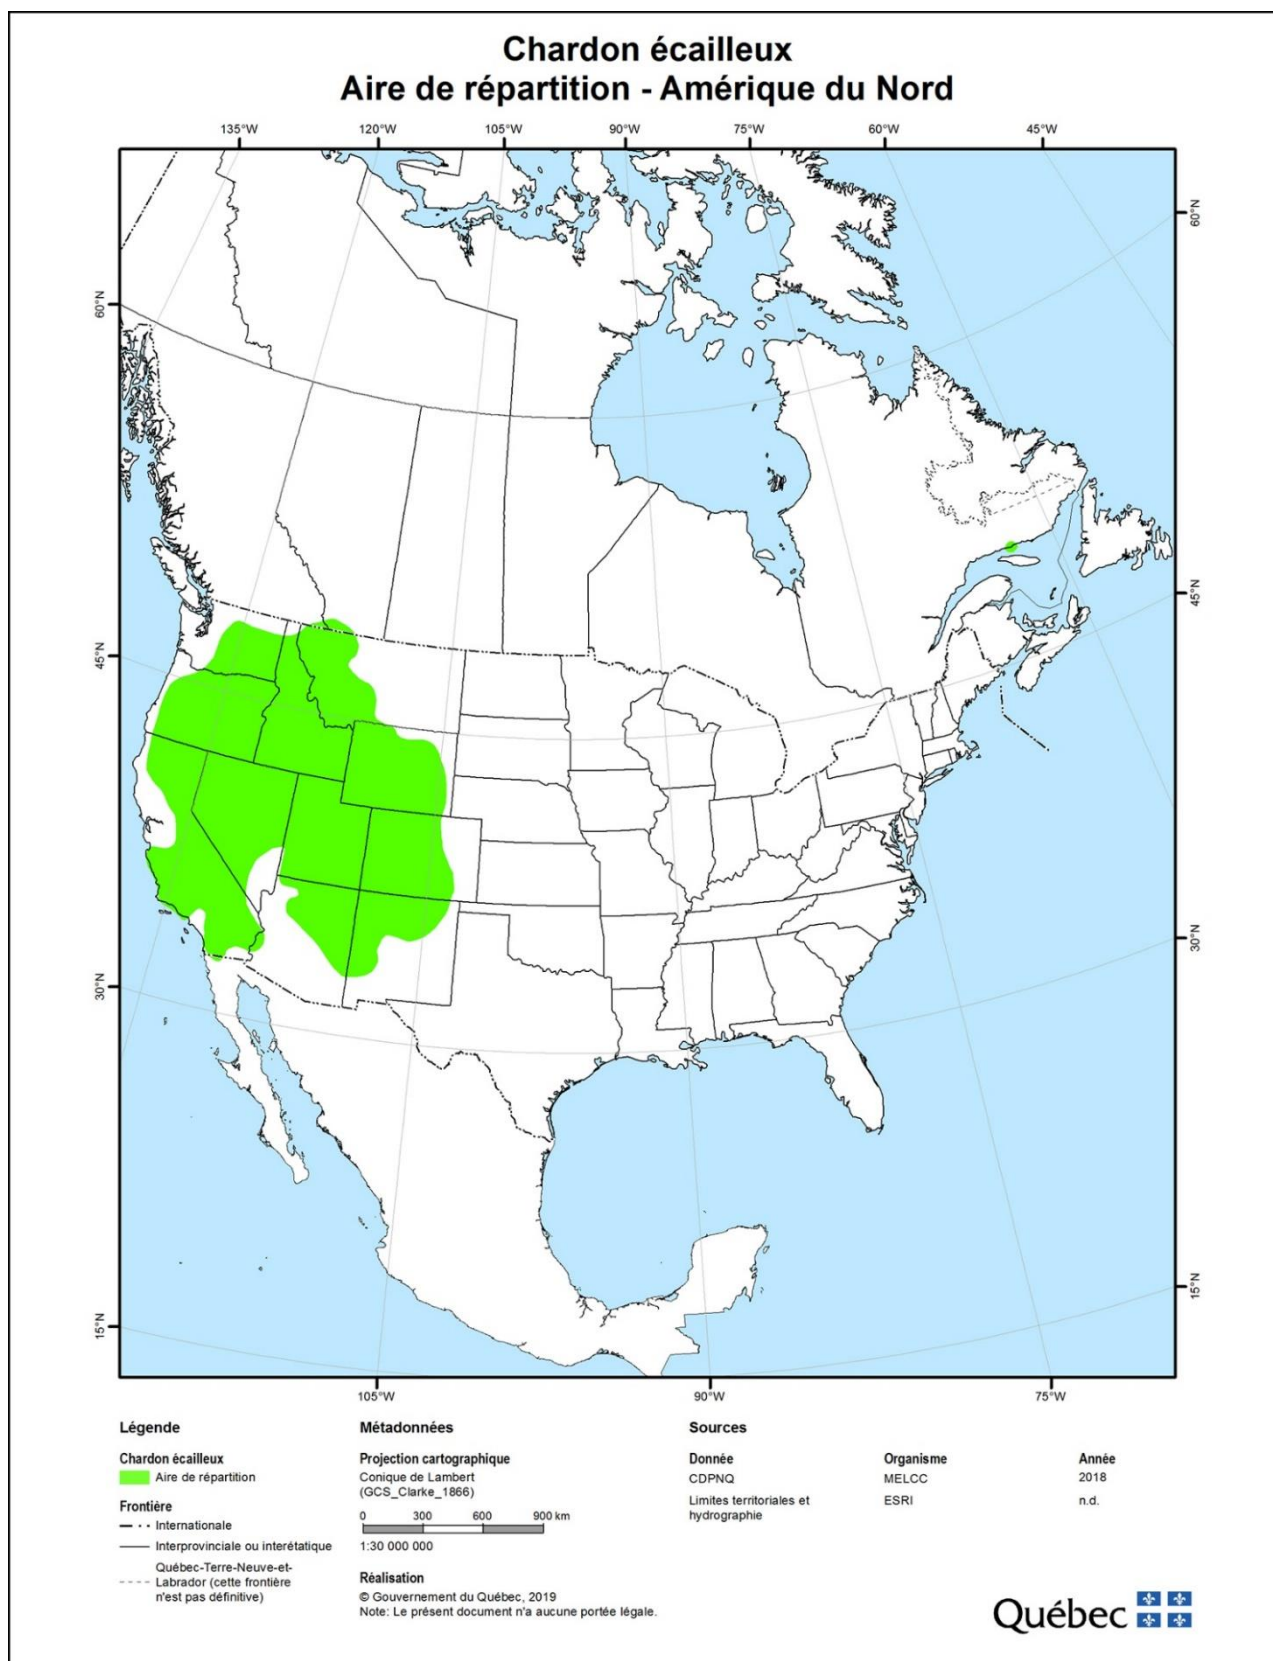 Chardon écailleux
Aire de répartition - Amérique du Nord
135°W 120°W 105°W 90°W 75°W 60°W 45°W
60°N
60°N
45°N
45°N
30°N
30°N
15°N
15°N
105°W 90°W 75°W
Légende
Chardon écailleux
Aire de répartition
Frontière
Internationale
Interprovinciale ou interétatique
Québec-Terre-Neuve-et-
Labrador (cette frontière
n'est pas définitive)
Métadonnées
Projection cartographique
Conique de Lambert
(GCS_Clarke_1866)
0 300 600 900 km
1:30 000 000
Réalisation
© Gouvernement du Québec, 2019
Note: Le présent document n'a aucune portée légale.
Sources
Donnée Organisme Année
CDPNQ MELCC 2018
Limites territoriales et ESRI n.d.
hydrographie
Québec